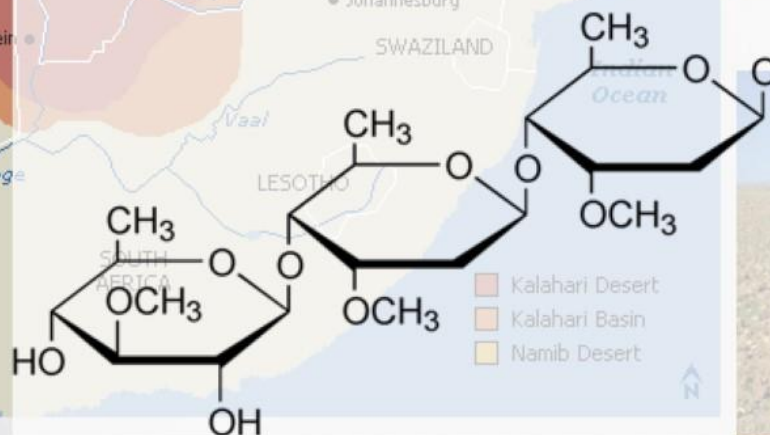 Johannesburg
CH₃
SWAZILAND
O
Indian
Ocean
Vaal
CH₃
O
O
OCH₃
LESOTHO
CH₃
O
O
SOUTH
AFRICA
OCH₃
OCH₃
HO
OH
Kalahari Desert
Kalahari Basin
Namib Desert
N